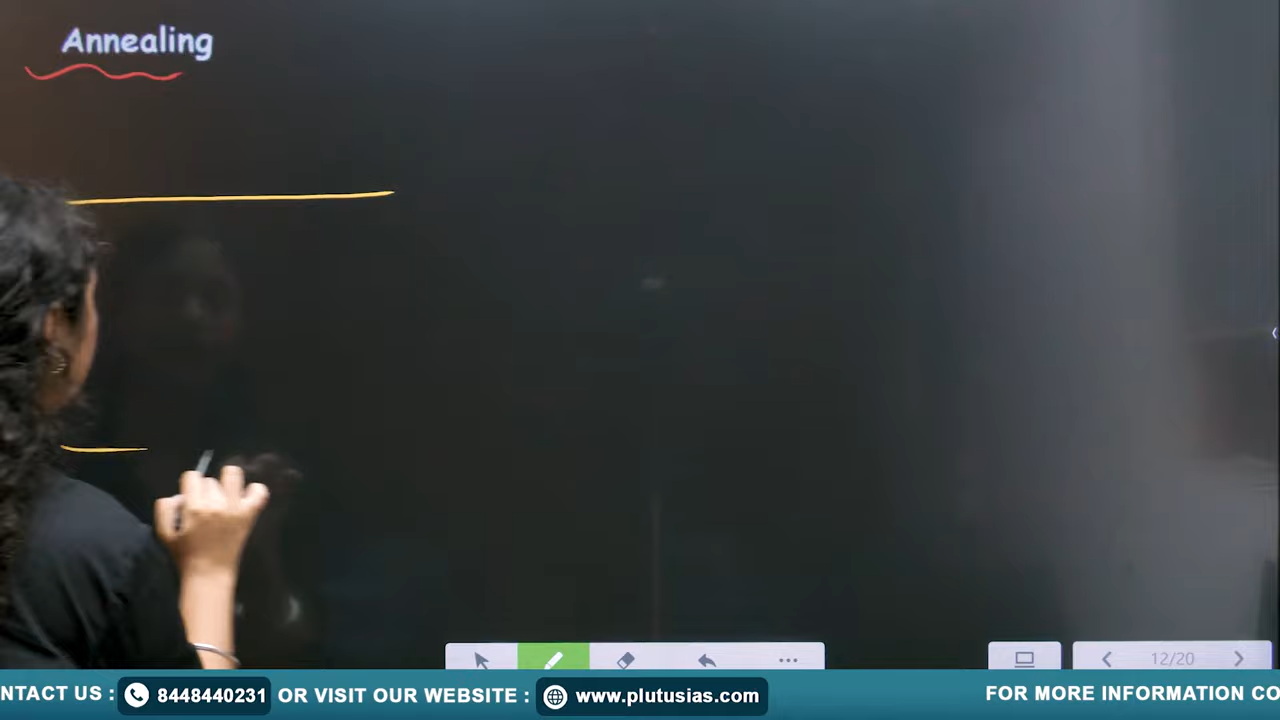 Annealing
12/20
NTACT US : 8448440231 OR VISIT OUR WEBSITE : www.plutusias.com FOR MORE INFORMATION CO